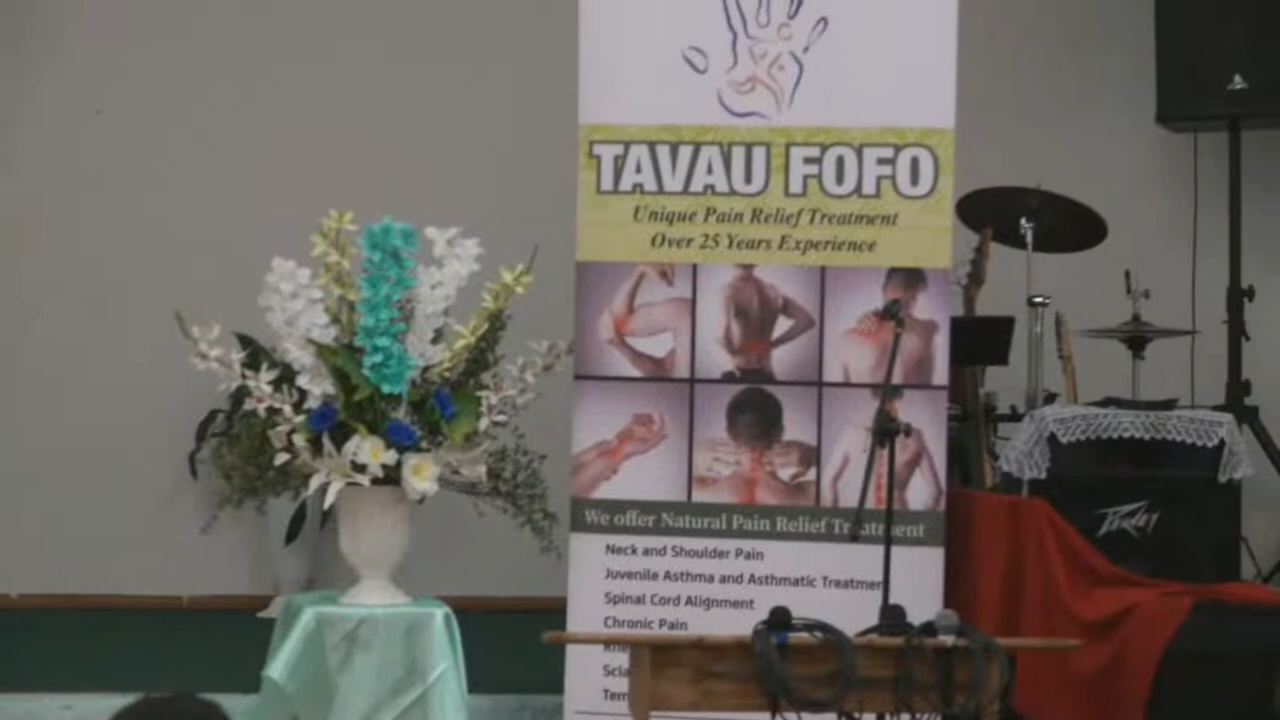 TAVAU FOFO
Unique Pain Relief Treatment
Over 25 Years Experience
We offer Natural Pain Relief Treatment
Neck and Shoulder Pain
Juvenile Asthma and Asthmatic Treatmen
Spinal Cord Alignment
Chronic Pain
PEAVEY